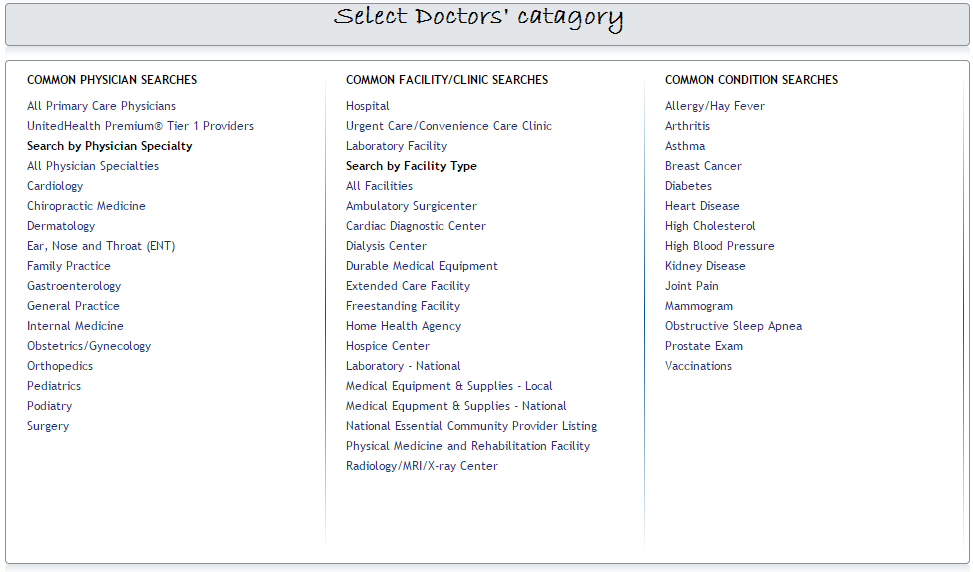 Select Doctors' catagory
COMMON PHYSICIAN SEARCHES
All Primary Care Physicians
UnitedHealth Premium® Tier 1 Providers
Search by Physician Specialty
All Physician Specialties
Cardiology
Chiropractic Medicine
Dermatology
Ear, Nose and Throat (ENT)
Family Practice
Gastroenterology
General Practice
Internal Medicine
Obstetrics/Gynecology
Orthopedics
Pediatrics
Podiatry
Surgery
COMMON FACILITY/CLINIC SEARCHES
Hospital
Urgent Care/Convenience Care Clinic
Laboratory Facility
Search by Facility Type
All Facilities
Ambulatory Surgicenter
Cardiac Diagnostic Center
Dialysis Center
Durable Medical Equipment
Extended Care Facility
Freestanding Facility
Home Health Agency
Hospice Center
Laboratory - National
Medical Equipment & Supplies - Local
Medical Equpment & Supplies - National
National Essential Community Provider Listing
Physical Medicine and Rehabilitation Facility
Radiology/MRI/X-ray Center
COMMON CONDITION SEARCHES
Allergy/Hay Fever
Arthritis
Asthma
Breast Cancer
Diabetes
Heart Disease
High Cholesterol
High Blood Pressure
Kidney Disease
Joint Pain
Mammogram
Obstructive Sleep Apnea
Prostate Exam
Vaccinations